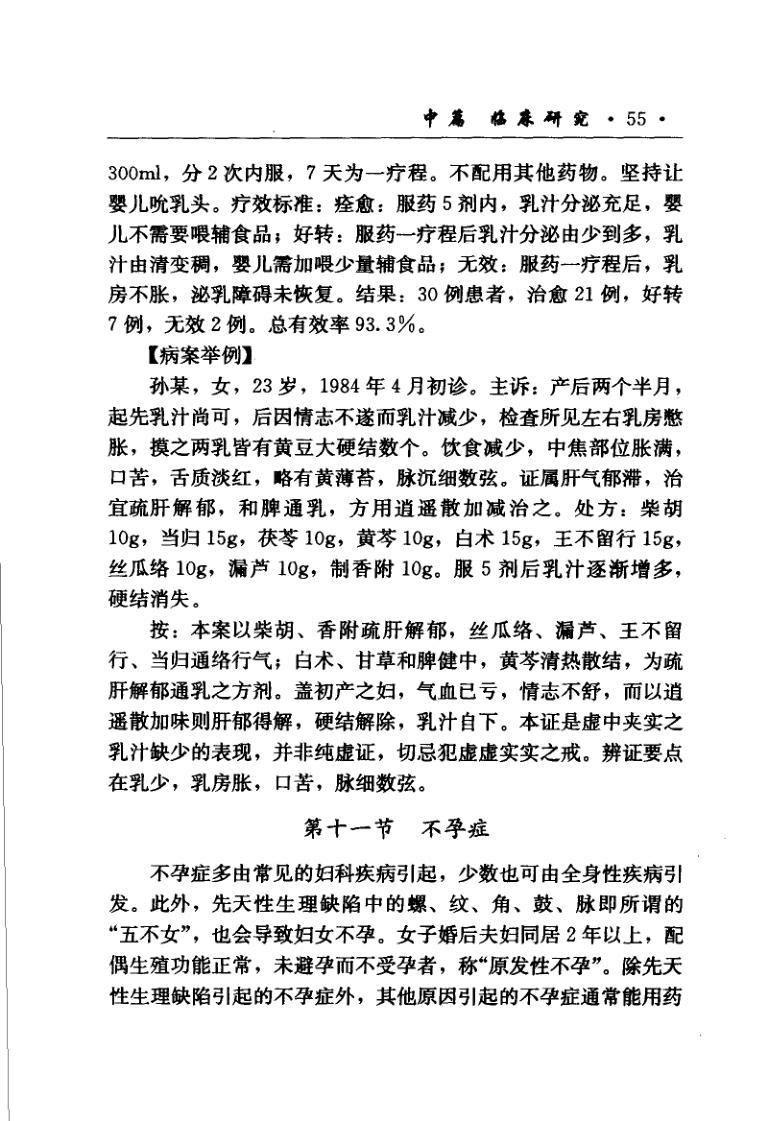 中篇 临床研究 · 55 ·
300ml，分 2 次内服，7 天为一疗程。不配用其他药物。坚持让
婴儿吮乳头。疗效标准：痊愈：服药 5 剂内，乳汁分泌充足，婴
儿不需要喂辅食品；好转：服药一疗程后乳汁分泌由少到多，乳
汁由清变稠，婴儿需加喂少量辅食品；无效：服药一疗程后，乳
房不胀，泌乳障碍未恢复。结果：30 例患者，治愈 21 例，好转
7 例，无效 2 例。总有效率 93.3％。
【病案举例】
孙某，女，23 岁，1984 年 4 月初诊。主诉：产后两个半月，
起先乳汁尚可，后因情志不遂而乳汁减少，检查所见左右乳房憋
胀，摸之两乳皆有黄豆大硬结数个。饮食减少，中焦部位胀满，
口苦，舌质淡红，略有黄薄苔，脉沉细数弦。证属肝气郁滞，治
宜疏肝解郁，和脾通乳，方用逍遥散加减治之。处方：柴胡
10g，当归 15g，茯苓 10g，黄芩 10g，白术 15g，王不留行 15g，
丝瓜络 10g，漏芦 10g，制香附 10g。服 5 剂后乳汁逐渐增多，
硬结消失。
按：本案以柴胡、香附疏肝解郁，丝瓜络、漏芦、王不留
行、当归通络行气；白术、甘草和脾健中，黄芩清热散结，为疏
肝解郁通乳之方剂。盖初产之妇，气血已亏，情志不舒，而以逍
遥散加味则肝郁得解，硬结解除，乳汁自下。本证是虚中夹实之
乳汁缺少的表现，并非纯虚证，切忌犯虚虚实实之戒。辨证要点
在乳少，乳房胀，口苦，脉细数弦。
第十一节 不孕症
不孕症多由常见的妇科疾病引起，少数也可由全身性疾病引
发。此外，先天性生理缺陷中的螺、纹、角、鼓、脉即所谓的
“五不女”，也会导致妇女不孕。女子婚后夫妇同居 2 年以上，配
偶生殖功能正常，未避孕而不受孕者，称“原发性不孕”。除先天
性生理缺陷引起的不孕症外，其他原因引起的不孕症通常能用药